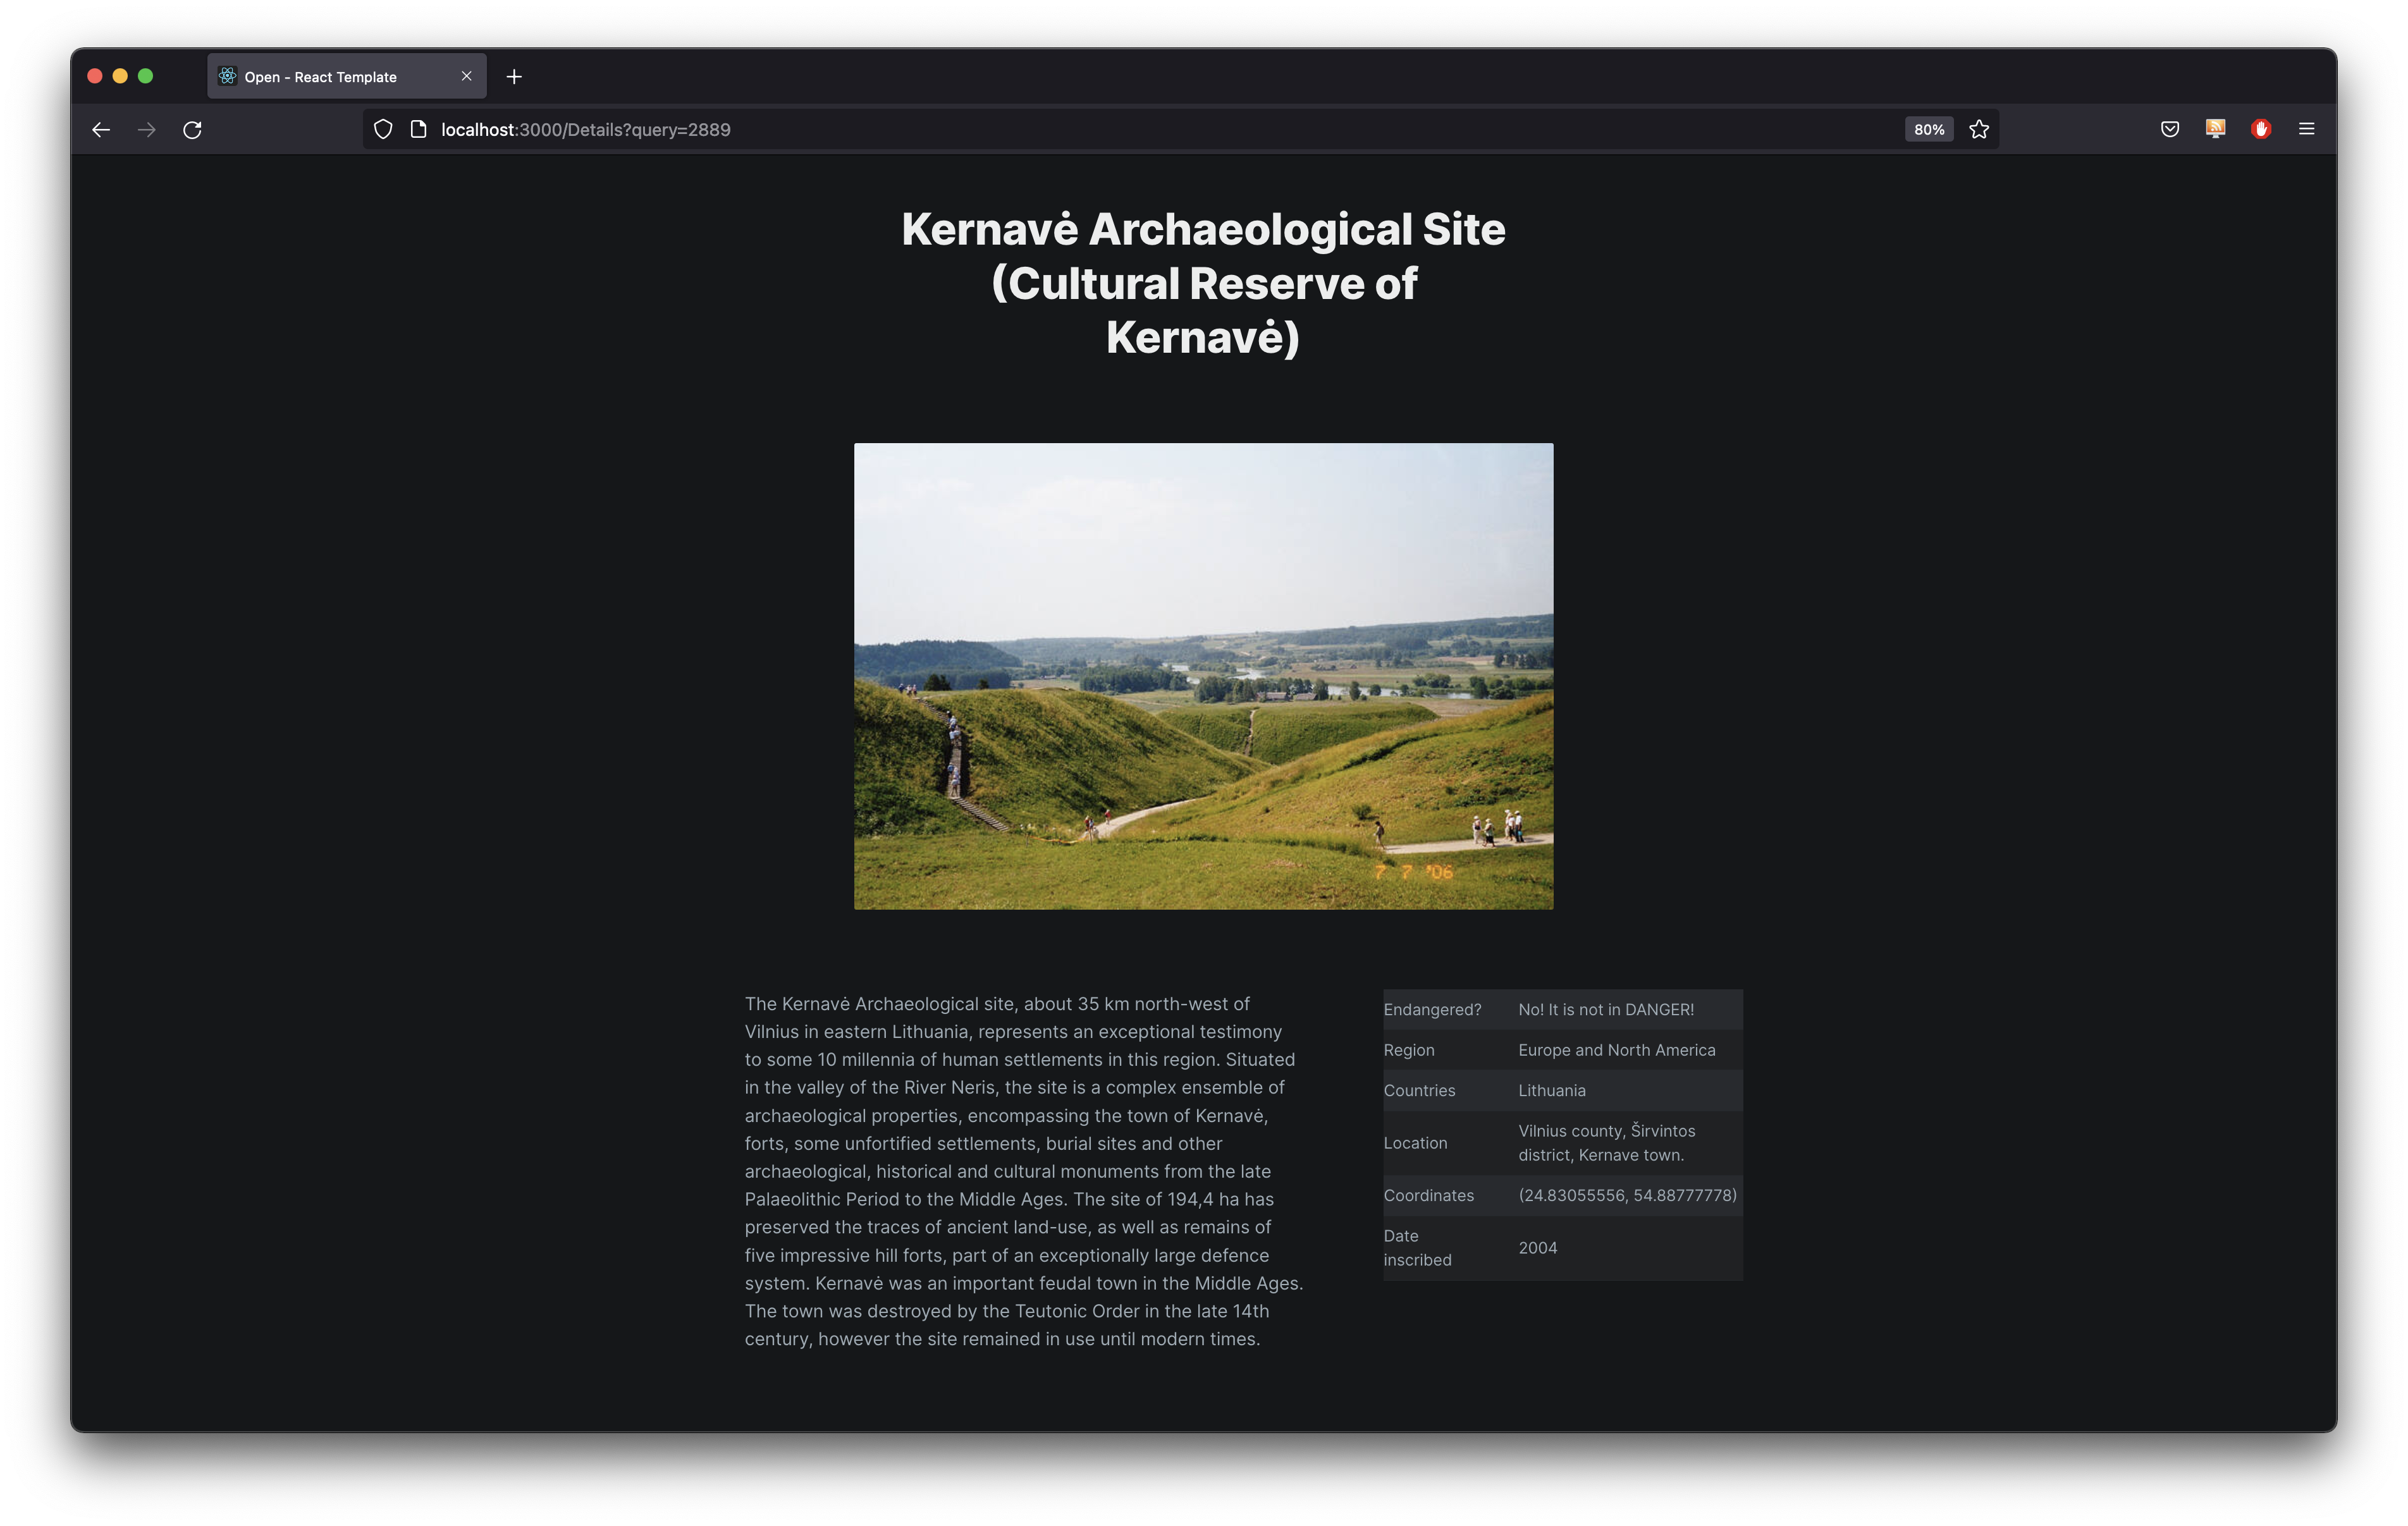 Open - React Template
localhost:3000/Details?query=2889
80%
Kernavė Archaeological Site
(Cultural Reserve of
Kernavė)
7 7 '06
The Kernavė Archaeological site, about 35 km north-west of
Vilnius in eastern Lithuania, represents an exceptional testimony
to some 10 millennia of human settlements in this region. Situated
in the valley of the River Neris, the site is a complex ensemble of
archaeological properties, encompassing the town of Kernavė,
forts, some unfortified settlements, burial sites and other
archaeological, historical and cultural monuments from the late
Palaeolithic Period to the Middle Ages. The site of 194,4 ha has
preserved the traces of ancient land-use, as well as remains of
five impressive hill forts, part of an exceptionally large defence
system. Kernavė was an important feudal town in the Middle Ages.
The town was destroyed by the Teutonic Order in the late 14th
century, however the site remained in use until modern times.
Endangered? No! It is not in DANGER!
Region Europe and North America
Countries Lithuania
Location Vilnius county, Širvintos
district, Kernave town.
Coordinates (24.83055556, 54.88777778)
Date
inscribed 2004